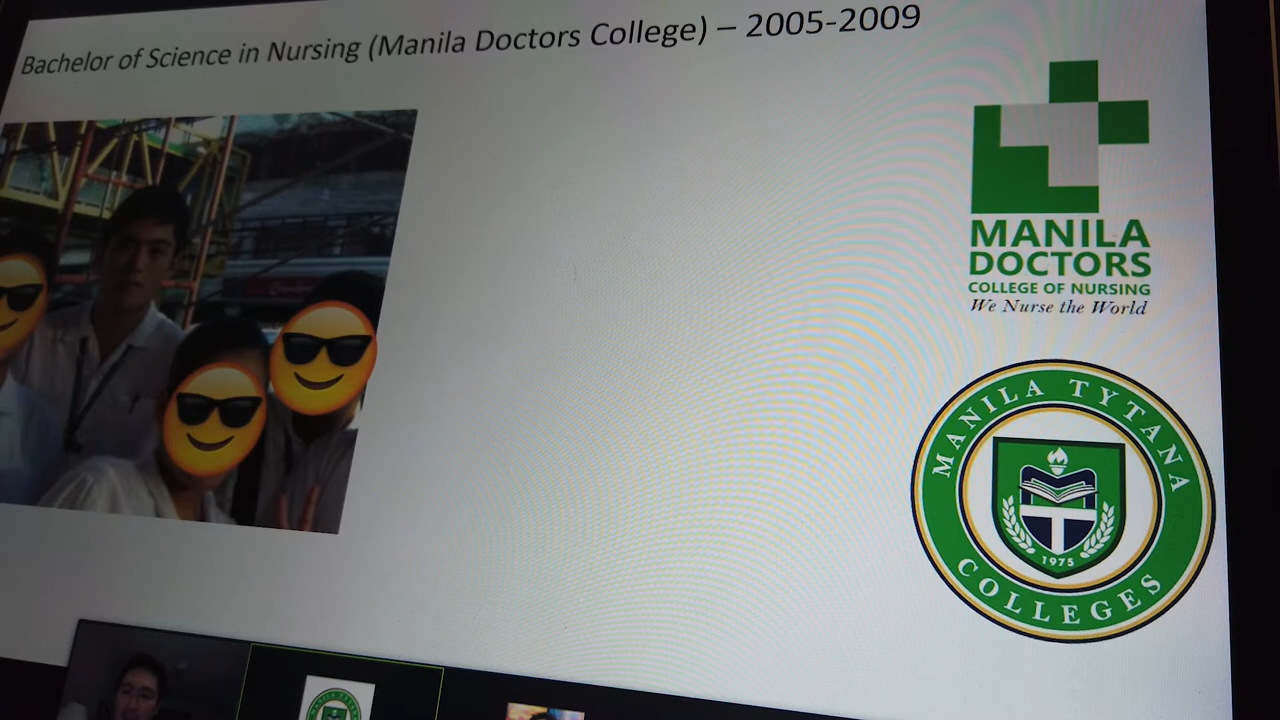 Bachelor of Science in Nursing (Manila Doctors College) – 2005-2009
MANILA
DOCTORS
COLLEGE OF NURSING
We Nurse the World
MANILA TYTANA
COLLEGES
1975